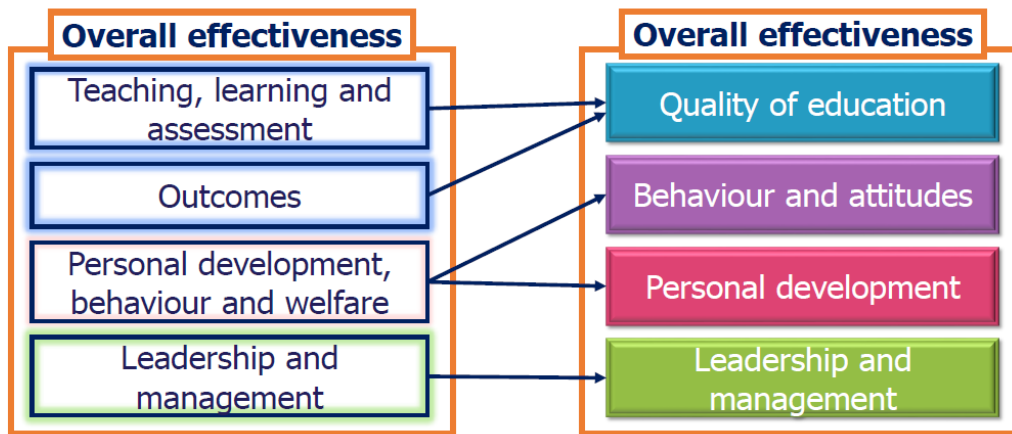 Overall effectiveness
Teaching, learning and
assessment
Outcomes
Personal development,
behaviour and welfare
Leadership and
management
Overall effectiveness
Quality of education
Behaviour and attitudes
Personal development
Leadership and
management